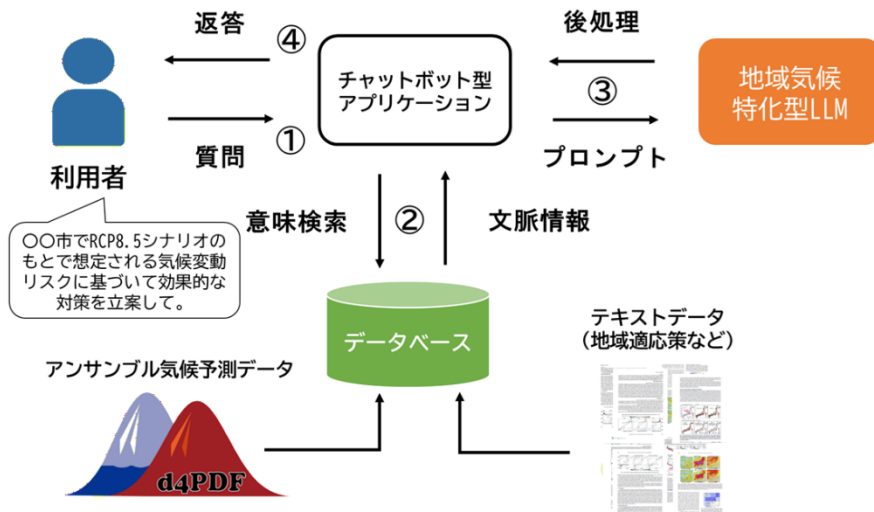 返答
④
チャットボット型
アプリケーション
後処理
③
地域気候
特化型LLM
①
質問
プロンプト
利用者
意味検索
②
文脈情報
〇〇市でRCP8.5シナリオの
もとで想定される気候変動
リスクに基づいて効果的な
対策を立案して。
データベース
テキストデータ
(地域適応策など)
アンサンブル気候予測データ
d4PDF